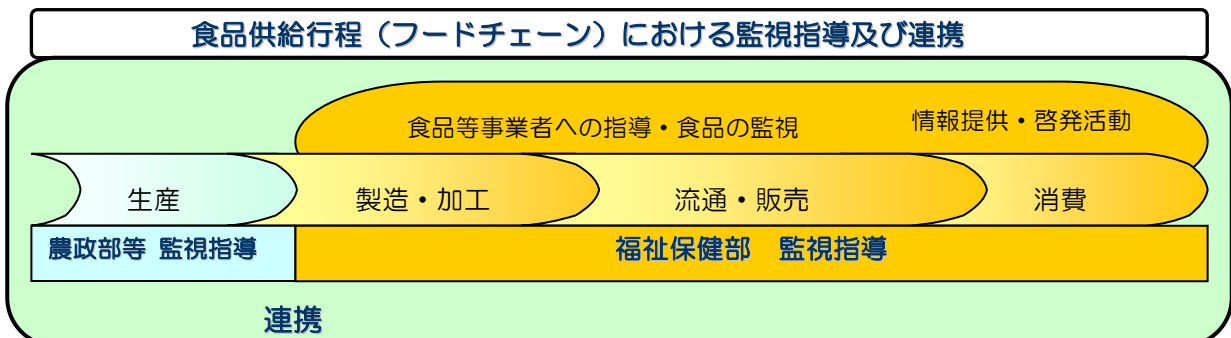 食品供給行程（フードチェーン）における監視指導及び連携
食品等事業者への指導・食品の監視
情報提供・啓発活動
生産
製造・加工
流通・販売
消費
農政部等 監視指導
福祉保健部　監視指導
連携